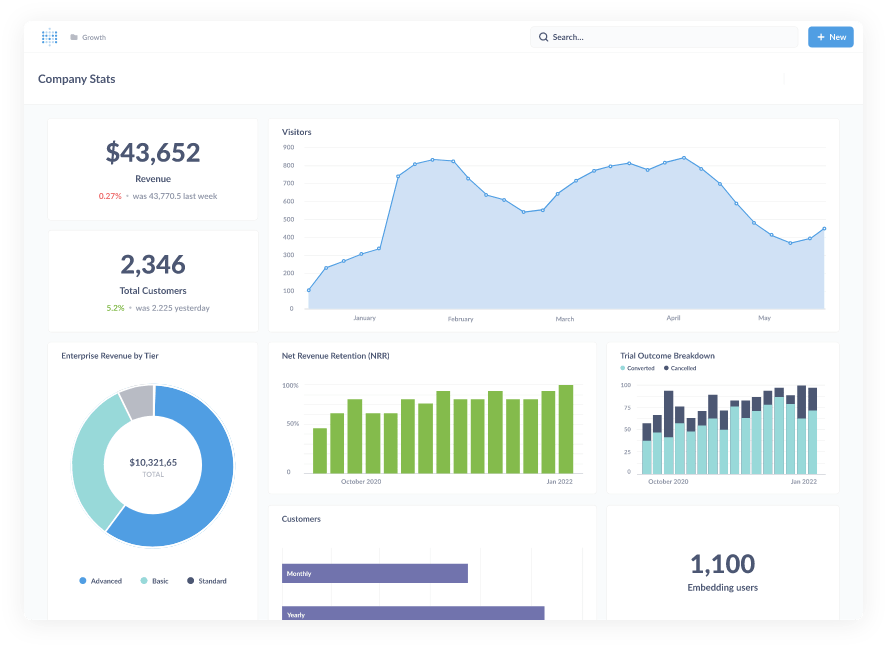 Growth
Search...
+ New
Company Stats
$43,652
Revenue
0.27% • was 43,770.5 last week
2,346
Total Customers
5.2% • was 2.225 yesterday
Visitors
900
800
700
600
500
400
300
200
100
0
January February March April May
Enterprise Revenue by Tier
$10,321,65
TOTAL
Advanced Basic Standard
Net Revenue Retention (NRR)
100%
50%
0
October 2020 Jan 2022
Trial Outcome Breakdown
Converted Cancelled
100
75
50
25
0
October 2020 Jan 2022
Customers
Monthly
Yearly
1,100
Embedding users